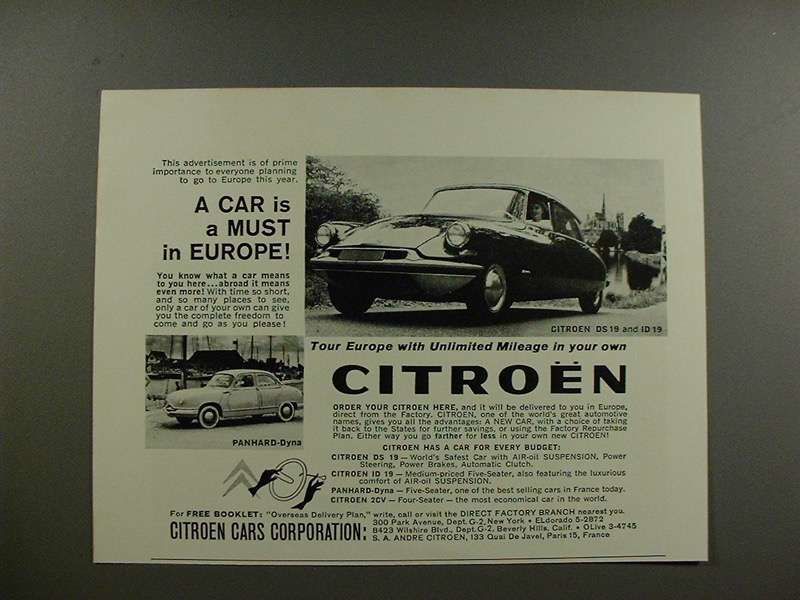 This advertisement is of prime
importance to everyone planning
to go to Europe this year.
A CAR is
a MUST
in EUROPE!
You know what a car means
to you here...abroad it means
even more! With time so short,
and so many places to see,
only a car of your own can give
you the complete freedom to
come and go as you please!
CITROEN DS 19 and ID 19
PANHARD-Dyna
Tour Europe with Unlimited Mileage in your own
CITROËN
ORDER YOUR CITROEN HERE, and it will be delivered to you in Europe,
direct from the Factory. CITROEN, one of the world's great automotive
names, gives you all the advantages: A NEW CAR, with a choice of taking
it back to the States for further savings, or using the Factory Repurchase
Plan. Either way you go farther for less in your own new CITROEN!
CITROEN HAS A CAR FOR EVERY BUDGET:
CITROEN DS 19 — World's Safest Car with AIR-oil SUSPENSION, Power
Steering, Power Brakes, Automatic Clutch.
CITROEN ID 19 — Medium-priced Five-Seater, also featuring the luxurious
comfort of AIR-oil SUSPENSION.
PANHARD-Dyna — Five-Seater, one of the best selling cars in France today.
CITROEN 2CV — Four-Seater — the most economical car in the world.
For FREE BOOKLET: "Overseas Delivery Plan," write, call or visit the DIRECT FACTORY BRANCH nearest you.
CITROEN CARS CORPORATION:
300 Park Avenue, Dept. G-2, New York • ELdorado 5-2872
8423 Wilshire Blvd., Dept. G-2, Beverly Hills, Calif. • OLive 3-4745
S. A. ANDRE CITROEN, 133 Quai De Javel, Paris 15, France